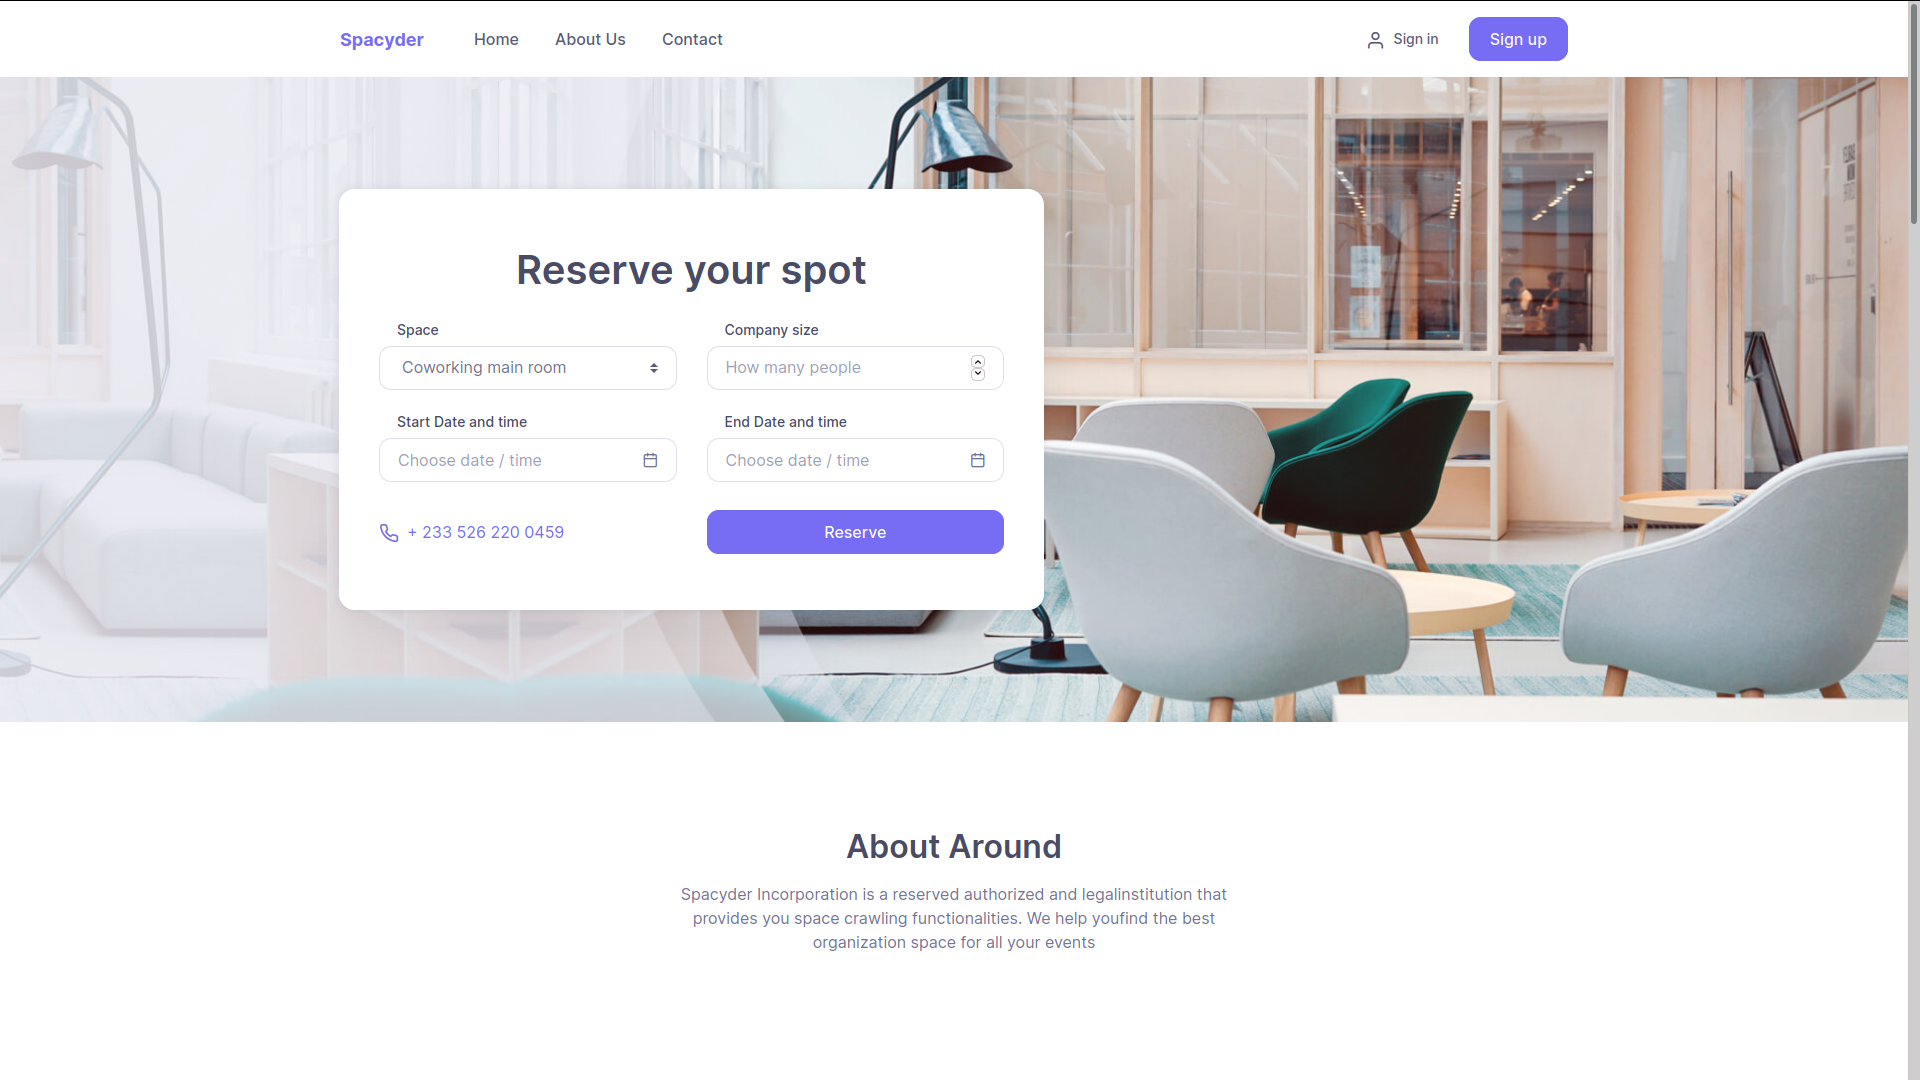 Spacyder
Home
About Us
Contact
Sign in
Sign up
Reserve your spot
Space
Company size
Coworking main room
How many people
Start Date and time
End Date and time
Choose date / time
Choose date / time
+ 233 526 220 0459
Reserve
About Around
Spacyder Incorporation is a reserved authorized and legalinstitution that
provides you space crawling functionalities. We help youfind the best
organization space for all your events